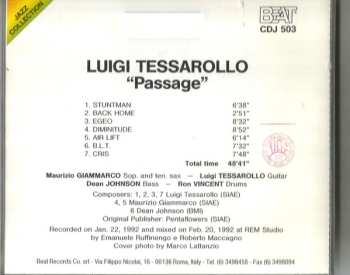 JAZZ
COLLECTION
BEAT
CDJ 503
LUIGI TESSAROLLO
"Passage"
1. STUNTMAN 6'38"
2. BACK HOME 2'51"
3. EGEO 8'32"
4. DIMINITUDE 8'52"
5. AIR LIFT 6'14"
6. B.L.T. 7'32"
7. CRIS 7'48"
Total time 48'41"
Maurizio GIAMMARCO Sop. and ten. sax – Luigi TESSAROLLO Guitar
Dean JOHNSON Bass – Ron VINCENT Drums
Composers: 1, 2, 3, 7 Luigi Tessarollo (SIAE)
4, 5 Maurizio Giammarco (SIAE)
6 Dean Johnson (BMI)
Original Publisher: Pentaflowers (SIAE)
Recorded on Jan. 22, 1992 and mixed on Feb. 20, 1992 at REM Studio
by Emanuele Ruffinengo e Roberto Maccagno
Cover photo by Marco Lattanzio
Beat Records Co. srl - Via Filippo Nicolai, 91 - 00136 Roma, Italy - Tel. (6) 3498458 - Fax (6) 3498094